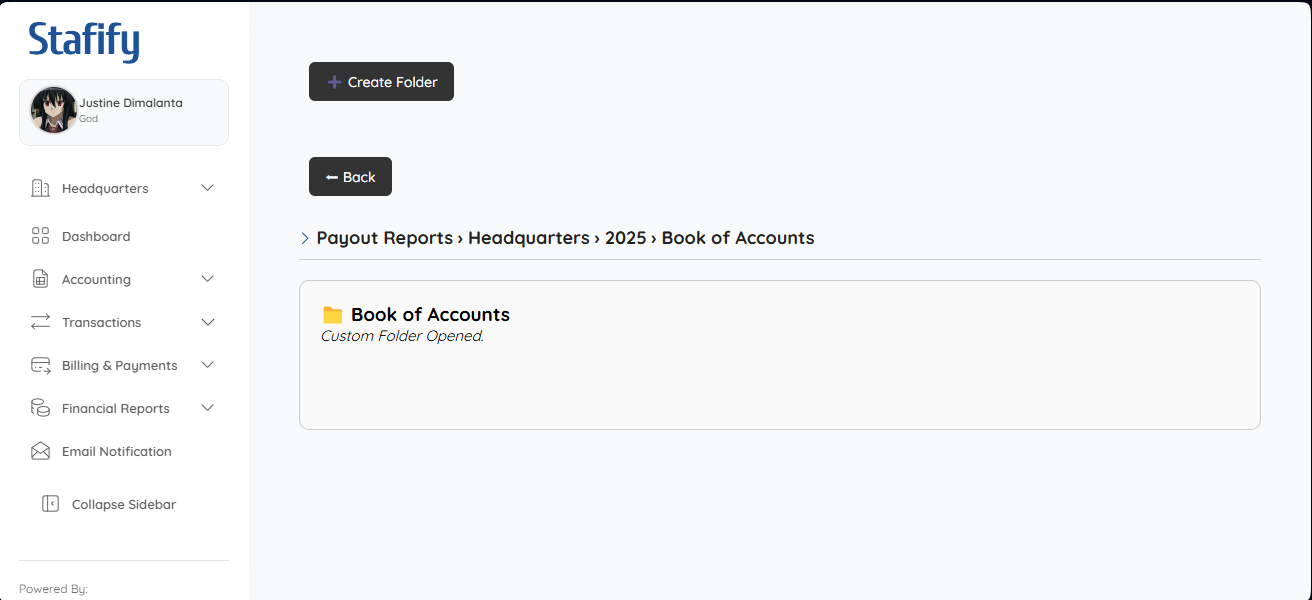 Stafify
Justine Dimalanta
God
Headquarters
Dashboard
Accounting
Transactions
Billing & Payments
Financial Reports
Email Notification
Collapse Sidebar
Powered By:
Create Folder
Back
Payout Reports › Headquarters › 2025 › Book of Accounts
Book of Accounts
Custom Folder Opened.